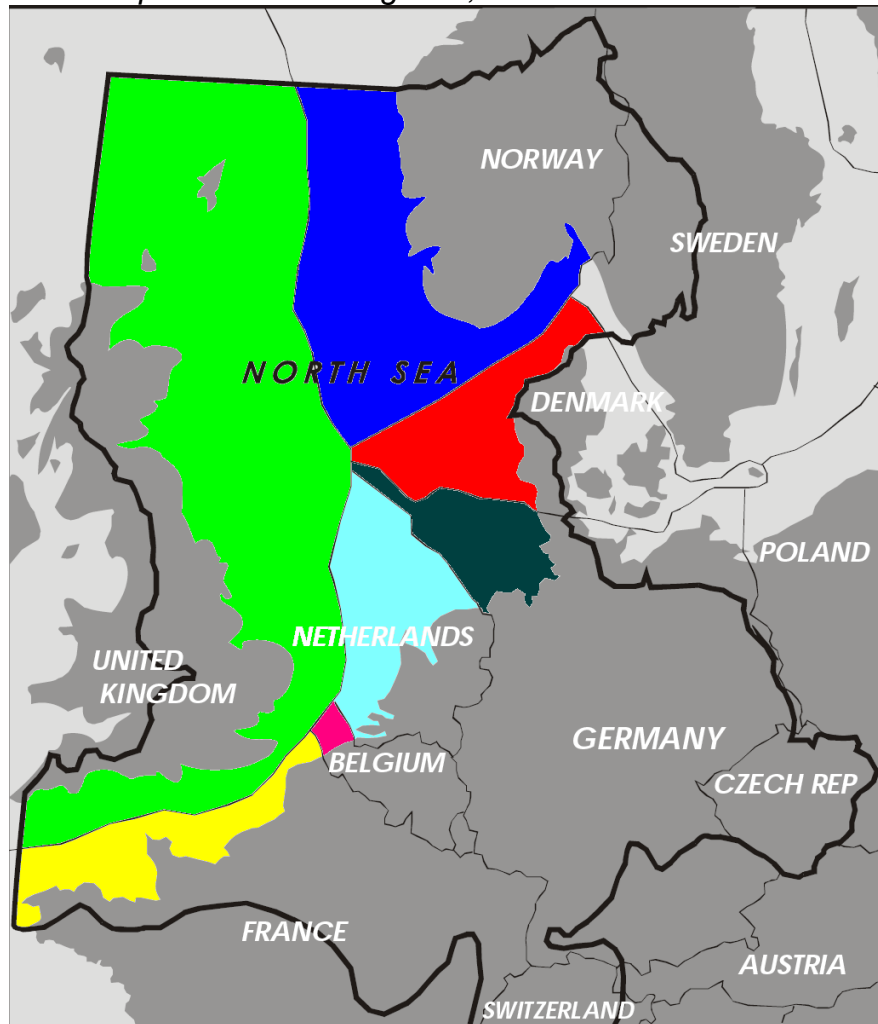 NORWAY
SWEDEN
NORTH SEA
DENMARK
POLAND
NETHERLANDS
UNITED
KINGDOM
GERMANY
BELGIUM
CZECH REP
FRANCE
AUSTRIA
SWITZERLAND